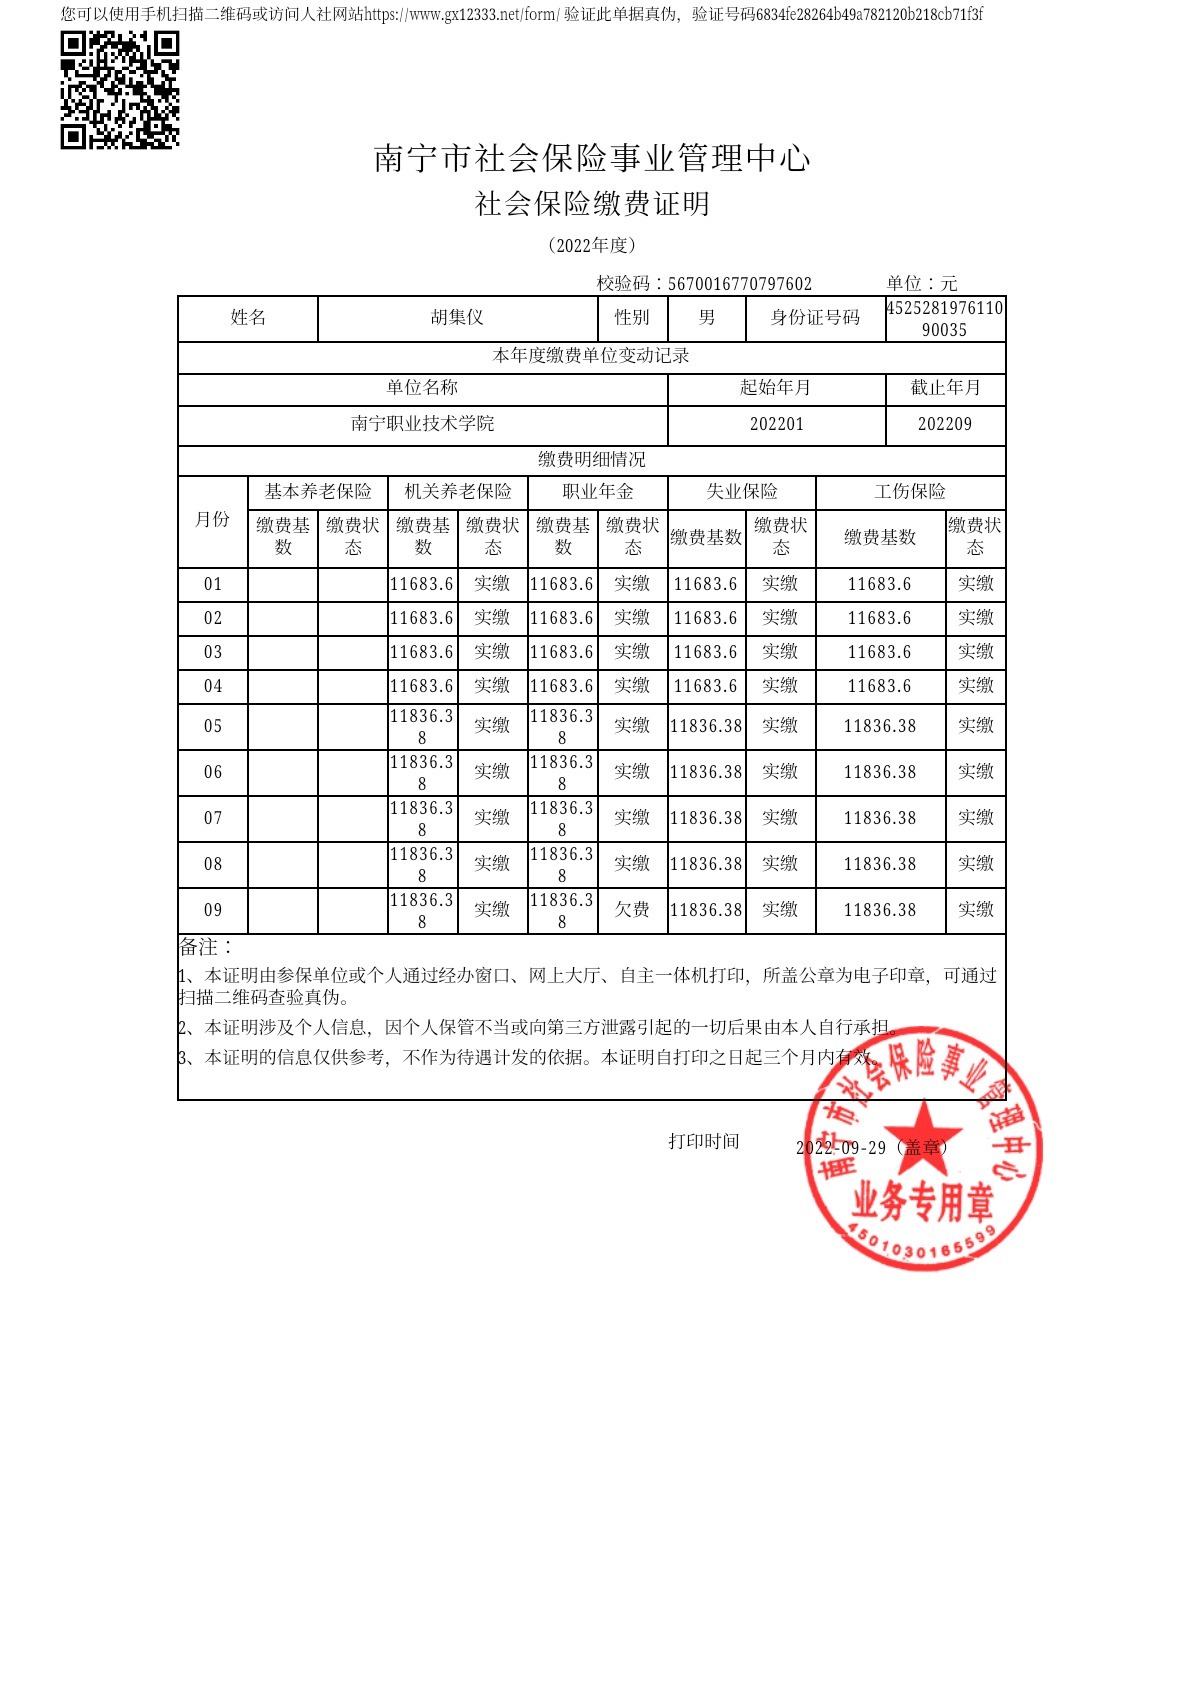 您可以使用手机扫描二维码或访问人社网站https://www.gx12333.net/form/ 验证此单据真伪，验证号码6834fe28264b49a782120b218cb71f3f
南宁市社会保险事业管理中心
社会保险缴费证明
（2022年度）
校验码：5670016770797602 单位：元
姓名 胡集仪 性别 男 身份证号码 452528197611090035
本年度缴费单位变动记录
单位名称 起始年月 截止年月
南宁职业技术学院 202201 202209
缴费明细情况
月份 基本养老保险 机关养老保险 职业年金 失业保险 工伤保险
缴费基数 缴费状态 缴费基数 缴费状态 缴费基数 缴费状态 缴费基数 缴费状态 缴费基数 缴费状态
01 11683.6 实缴 11683.6 实缴 11683.6 实缴 11683.6 实缴
02 11683.6 实缴 11683.6 实缴 11683.6 实缴 11683.6 实缴
03 11683.6 实缴 11683.6 实缴 11683.6 实缴 11683.6 实缴
04 11683.6 实缴 11683.6 实缴 11683.6 实缴 11683.6 实缴
05 11836.38 实缴 11836.38 实缴 11836.38 实缴 11836.38 实缴
06 11836.38 实缴 11836.38 实缴 11836.38 实缴 11836.38 实缴
07 11836.38 实缴 11836.38 实缴 11836.38 实缴 11836.38 实缴
08 11836.38 实缴 11836.38 实缴 11836.38 实缴 11836.38 实缴
09 11836.38 实缴 11836.38 欠费 11836.38 实缴 11836.38 实缴
备注：
1、本证明由参保单位或个人通过经办窗口、网上大厅、自主一体机打印，所盖公章为电子印章，可通过
扫描二维码查验真伪。
2、本证明涉及个人信息，因个人保管不当或向第三方泄露引起的一切后果由本人自行承担。
3、本证明的信息仅供参考，不作为待遇计发的依据。本证明自打印之日起三个月内有效。
打印时间 2022-09-29（盖章）
南宁市社会保险事业管理中心
业务专用章
4501030165599